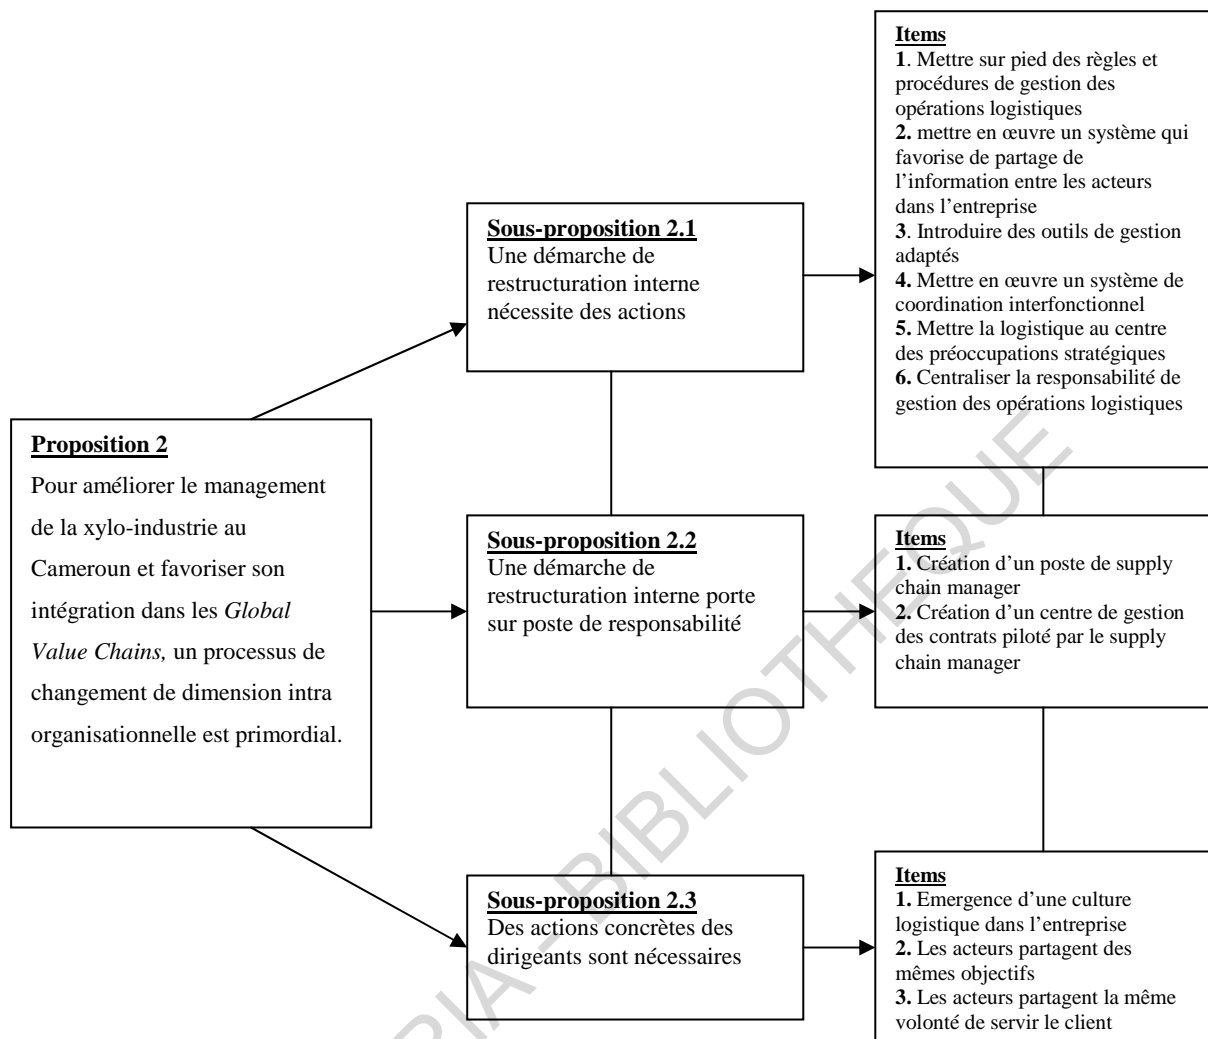 Proposition 2
Pour améliorer le management
de la xylo-industrie au
Cameroun et favoriser son
intégration dans les Global
Value Chains, un processus de
changement de dimension intra
organisationnelle est primordial.
Sous-proposition 2.1
Une démarche de
restructuration interne
nécessite des actions
Items
1. Mettre sur pied des règles et
procédures de gestion des
opérations logistiques
2. mettre en œuvre un système qui
favorise de partage de
l’information entre les acteurs
dans l’entreprise
3. Introduire des outils de gestion
adaptés
4. Mettre en œuvre un système de
coordination interfonctionnel
5. Mettre la logistique au centre
des préoccupations stratégiques
6. Centraliser la responsabilité de
gestion des opérations logistiques
Sous-proposition 2.2
Une démarche de
restructuration interne porte
sur poste de responsabilité
Items
1. Création d’un poste de supply
chain manager
2. Création d’un centre de gestion
des contrats piloté par le supply
chain manager
Sous-proposition 2.3
Des actions concrètes des
dirigeants sont nécessaires
Items
1. Emergence d’une culture
logistique dans l’entreprise
2. Les acteurs partagent des
mêmes objectifs
3. Les acteurs partagent la même
volonté de servir le client
RIA - BIBLIOTHEQUE